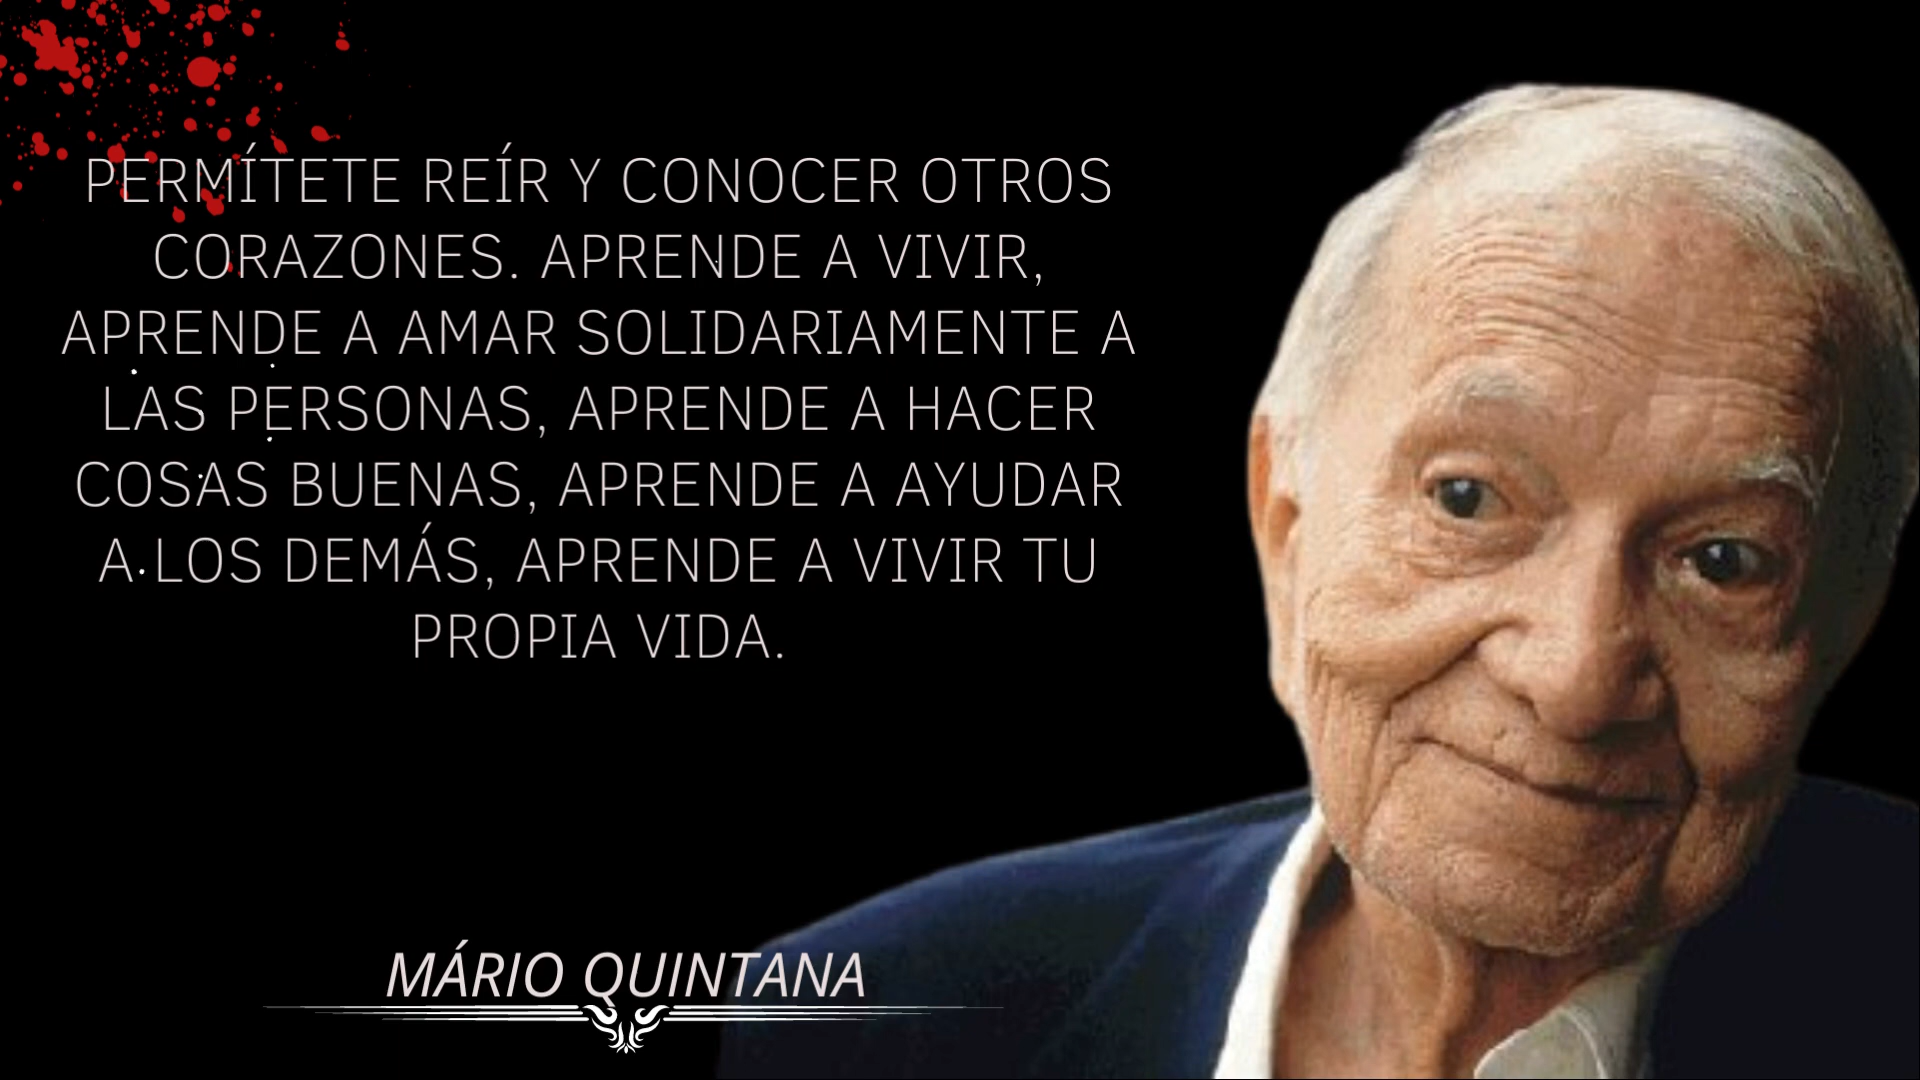 PERMÍTETE REÍR Y CONOCER OTROS
CORAZONES. APRENDE A VIVIR,
APRENDE A AMAR SOLIDARIAMENTE A
LAS PERSONAS, APRENDE A HACER
COSAS BUENAS, APRENDE A AYUDAR
A LOS DEMÁS, APRENDE A VIVIR TU
PROPIA VIDA.
MÁRIO QUINTANA